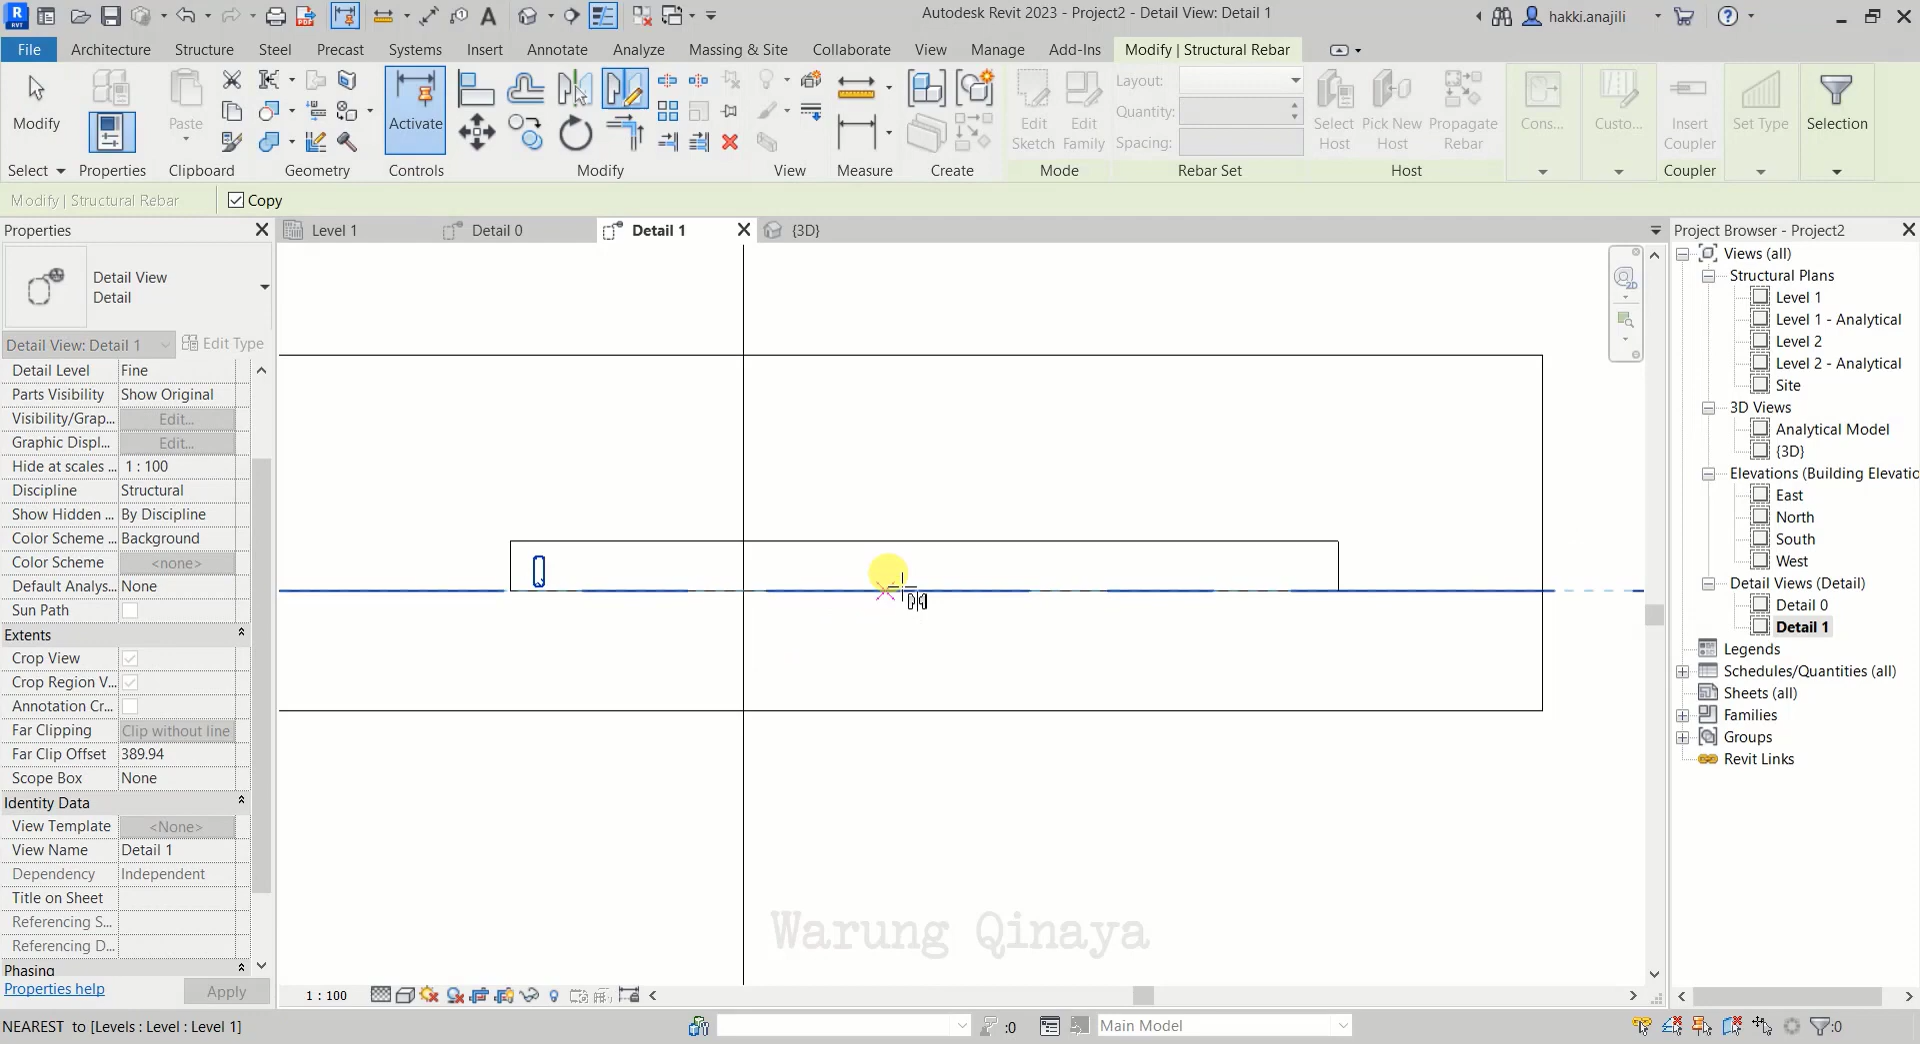 Autodesk Revit 2023 - Project2 - Detail View: Detail 1
hakki.anajili
File Architecture Structure Steel Precast Systems Insert Annotate Analyze Massing & Site Collaborate View Manage Add-Ins Modify | Structural Rebar
Modify
Paste
Activate
Edit Sketch
Edit Family
Layout:
Quantity:
Spacing:
Select Host
Pick New Host
Propagate Rebar
Cons...
Custo...
Insert Coupler
Set Type
Selection
Select Properties Clipboard Geometry Controls Modify View Measure Create Mode Rebar Set Host Coupler
Modify | Structural Rebar
Copy
Properties
Level 1
Detail 0
Detail 1
{3D}
Project Browser - Project2
Detail View
Detail
Detail View: Detail 1
Edit Type
Detail Level Fine
Parts Visibility Show Original
Visibility/Grap... Edit...
Graphic Displ... Edit...
Hide at scales ... 1 : 100
Discipline Structural
Show Hidden ... By Discipline
Color Scheme ... Background
Color Scheme <none>
Default Analys... None
Sun Path
Extents
Crop View
Crop Region V...
Annotation Cr...
Far Clipping Clip without line
Far Clip Offset 389.94
Scope Box None
Identity Data
View Template <None>
View Name Detail 1
Dependency Independent
Title on Sheet
Referencing S...
Referencing D...
Phasing
Properties help
Apply
Views (all)
Structural Plans
Level 1
Level 1 - Analytical
Level 2
Level 2 - Analytical
Site
3D Views
Analytical Model
{3D}
Elevations (Building Elevatio
East
North
South
West
Detail Views (Detail)
Detail 0
Detail 1
Legends
Schedules/Quantities (all)
Sheets (all)
Families
Groups
Revit Links
Warung Qinaya
1 : 100
NEAREST to [Levels : Level : Level 1]
:0
Main Model
:0